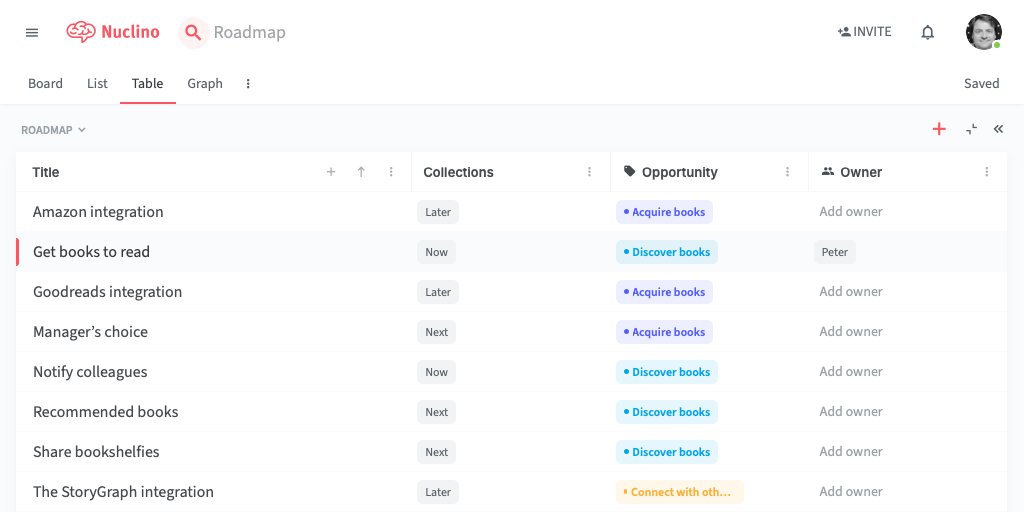 Nuclino
Roadmap
INVITE
Board List Table Graph
Saved
ROADMAP
Title Collections Opportunity Owner
Amazon integration Later Acquire books Add owner
Get books to read Now Discover books Peter
Goodreads integration Later Acquire books Add owner
Manager’s choice Next Acquire books Add owner
Notify colleagues Now Discover books Add owner
Recommended books Next Discover books Add owner
Share bookshelfies Next Discover books Add owner
The StoryGraph integration Later Connect with oth... Add owner